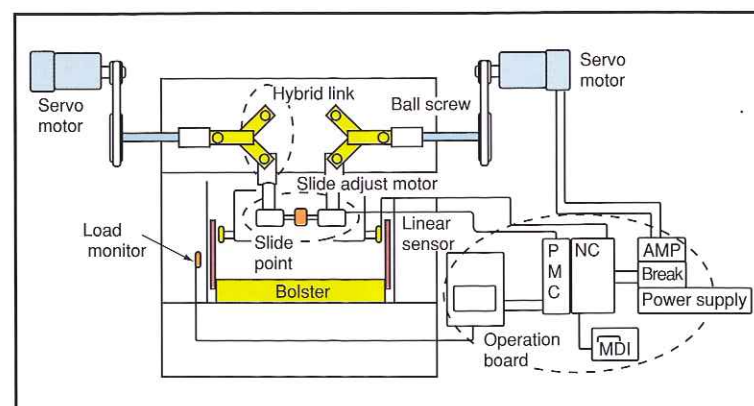 Servo
motor
Servo
motor
Hybrid link
Ball screw
Slide adjust motor
Load
monitor
Slide
point
Linear
sensor
Bolster
P
M
C
NC
AMP
Break
Power supply
Operation
board
MDI